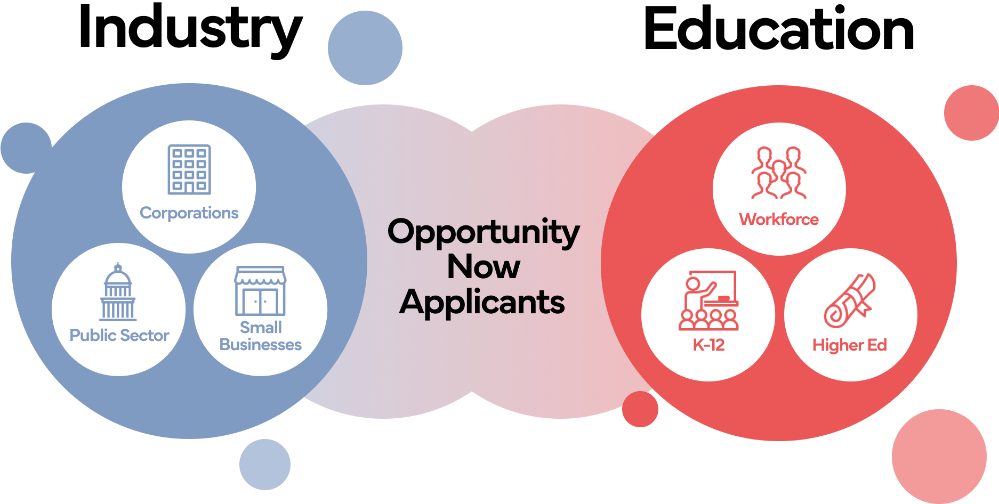 Industry
Education
Corporations
Public Sector
Small
Businesses
Opportunity
Now
Applicants
Workforce
K-12
Higher Ed